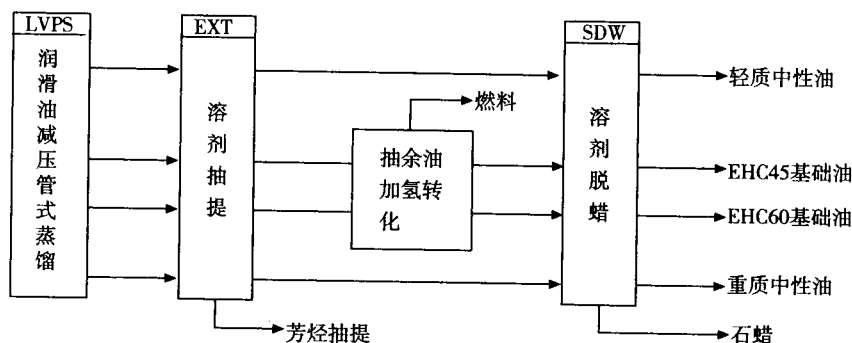 LVPS
润滑油减压管式蒸馏
EXT
溶剂抽提
燃料
抽余油
加氢转
化
SDW
溶剂脱蜡
轻质中性油
EHC45基础油
EHC60基础油
重质中性油
芳烃抽提
石蜡